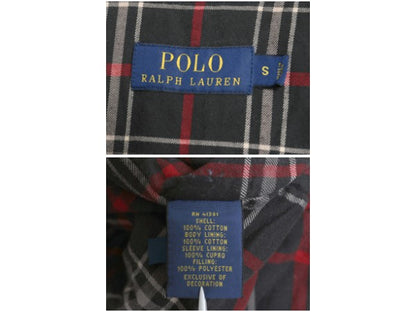 POLO
RALPH LAUREN
S
RN 41381
SHELL:
100% COTTON
BODY LINING:
100% COTTON
SLEEVE LINING:
100% CUPRO
FILLING:
100% POLYESTER
EXCLUSIVE OF
DECORATION